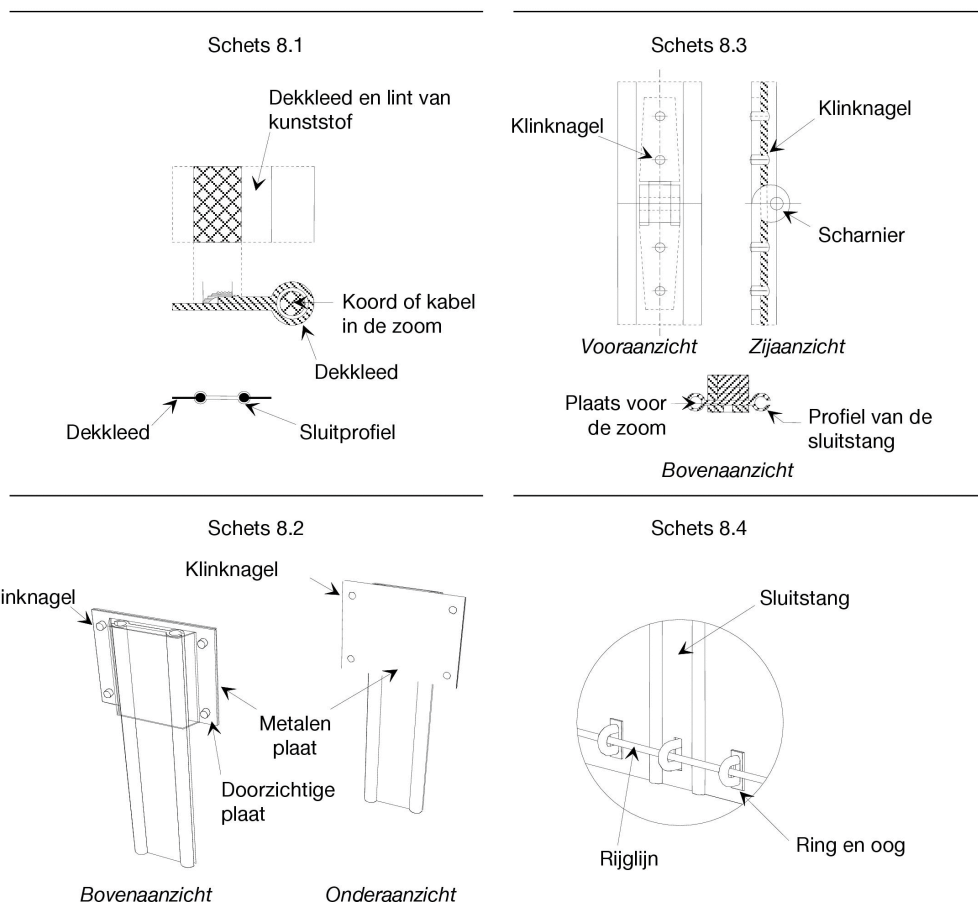 Schets 8.1
Dekkleed en lint van
kunststof
Koord of kabel
in de zoom
Dekkleed
Dekkleed
Sluitprofiel
Schets 8.3
Klinknagel
Klinknagel
Scharnier
Vooraanzicht
Zijaanzicht
Plaats voor
de zoom
Profiel van de
sluitstang
Bovenaanzicht
Schets 8.2
Klinknagel
inknagel
Metalen
plaat
Doorzichtige
plaat
Bovenaanzicht
Onderaanzicht
Schets 8.4
Sluitstang
Ring en oog
Rijglijn